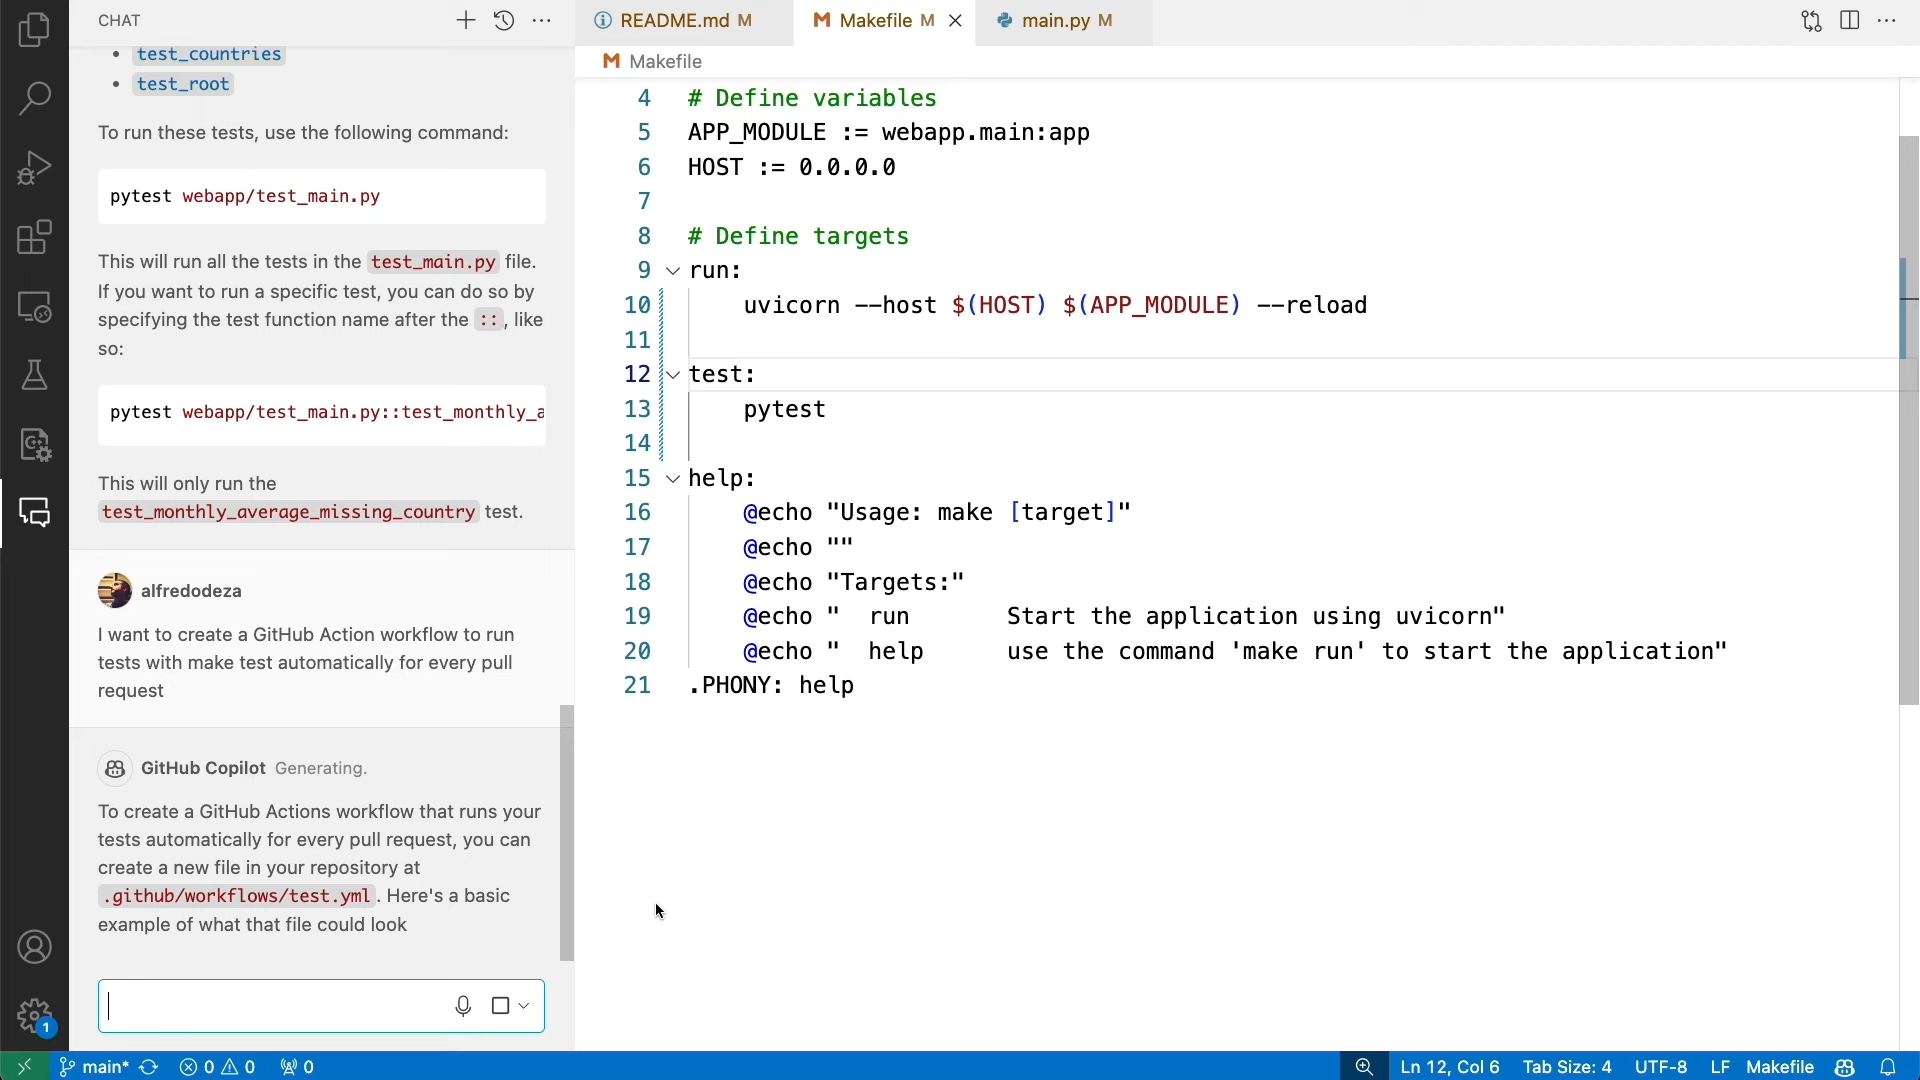 CHAT
test_countries
test_root
To run these tests, use the following command:
pytest webapp/test_main.py
This will run all the tests in the test_main.py file.
If you want to run a specific test, you can do so by
specifying the test function name after the ::, like
so:
pytest webapp/test_main.py::test_monthly_a
This will only run the
test_monthly_average_missing_country test.
alfredodeza
I want to create a GitHub Action workflow to run
tests with make test automatically for every pull
request
GitHub Copilot Generating.
To create a GitHub Actions workflow that runs your
tests automatically for every pull request, you can
create a new file in your repository at
.github/workflows/test.yml. Here's a basic
example of what that file could look
README.md M
Makefile M
main.py M
Makefile
4 # Define variables
5 APP_MODULE := webapp.main:app
6 HOST := 0.0.0.0
7
8 # Define targets
9 run:
10 uvicorn --host $(HOST) $(APP_MODULE) --reload
11
12 test:
13 pytest
14
15 help:
16 @echo "Usage: make [target]"
17 @echo ""
18 @echo "Targets:"
19 @echo "  run       Start the application using uvicorn"
20 @echo "  help      use the command 'make run' to start the application"
21 .PHONY: help
1
main* 0 0 0 Ln 12, Col 6 Tab Size: 4 UTF-8 LF Makefile